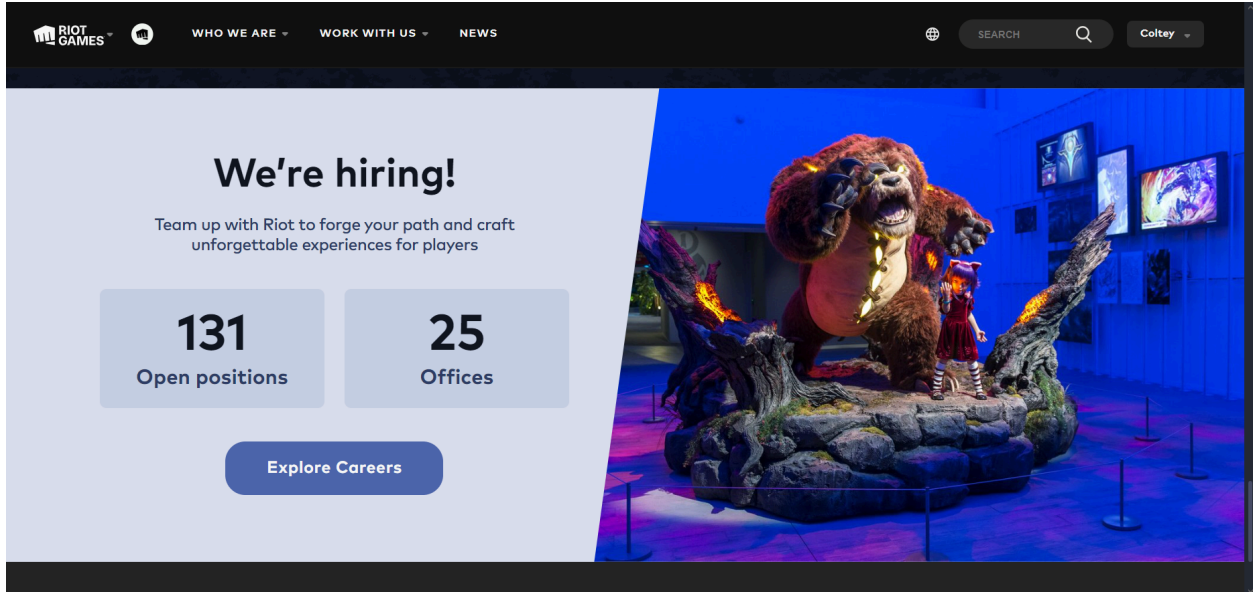 RIOT
GAMES
WHO WE ARE
WORK WITH US
NEWS
SEARCH
Coltey
We're hiring!
Team up with Riot to forge your path and craft
unforgettable experiences for players
131
Open positions
25
Offices
Explore Careers